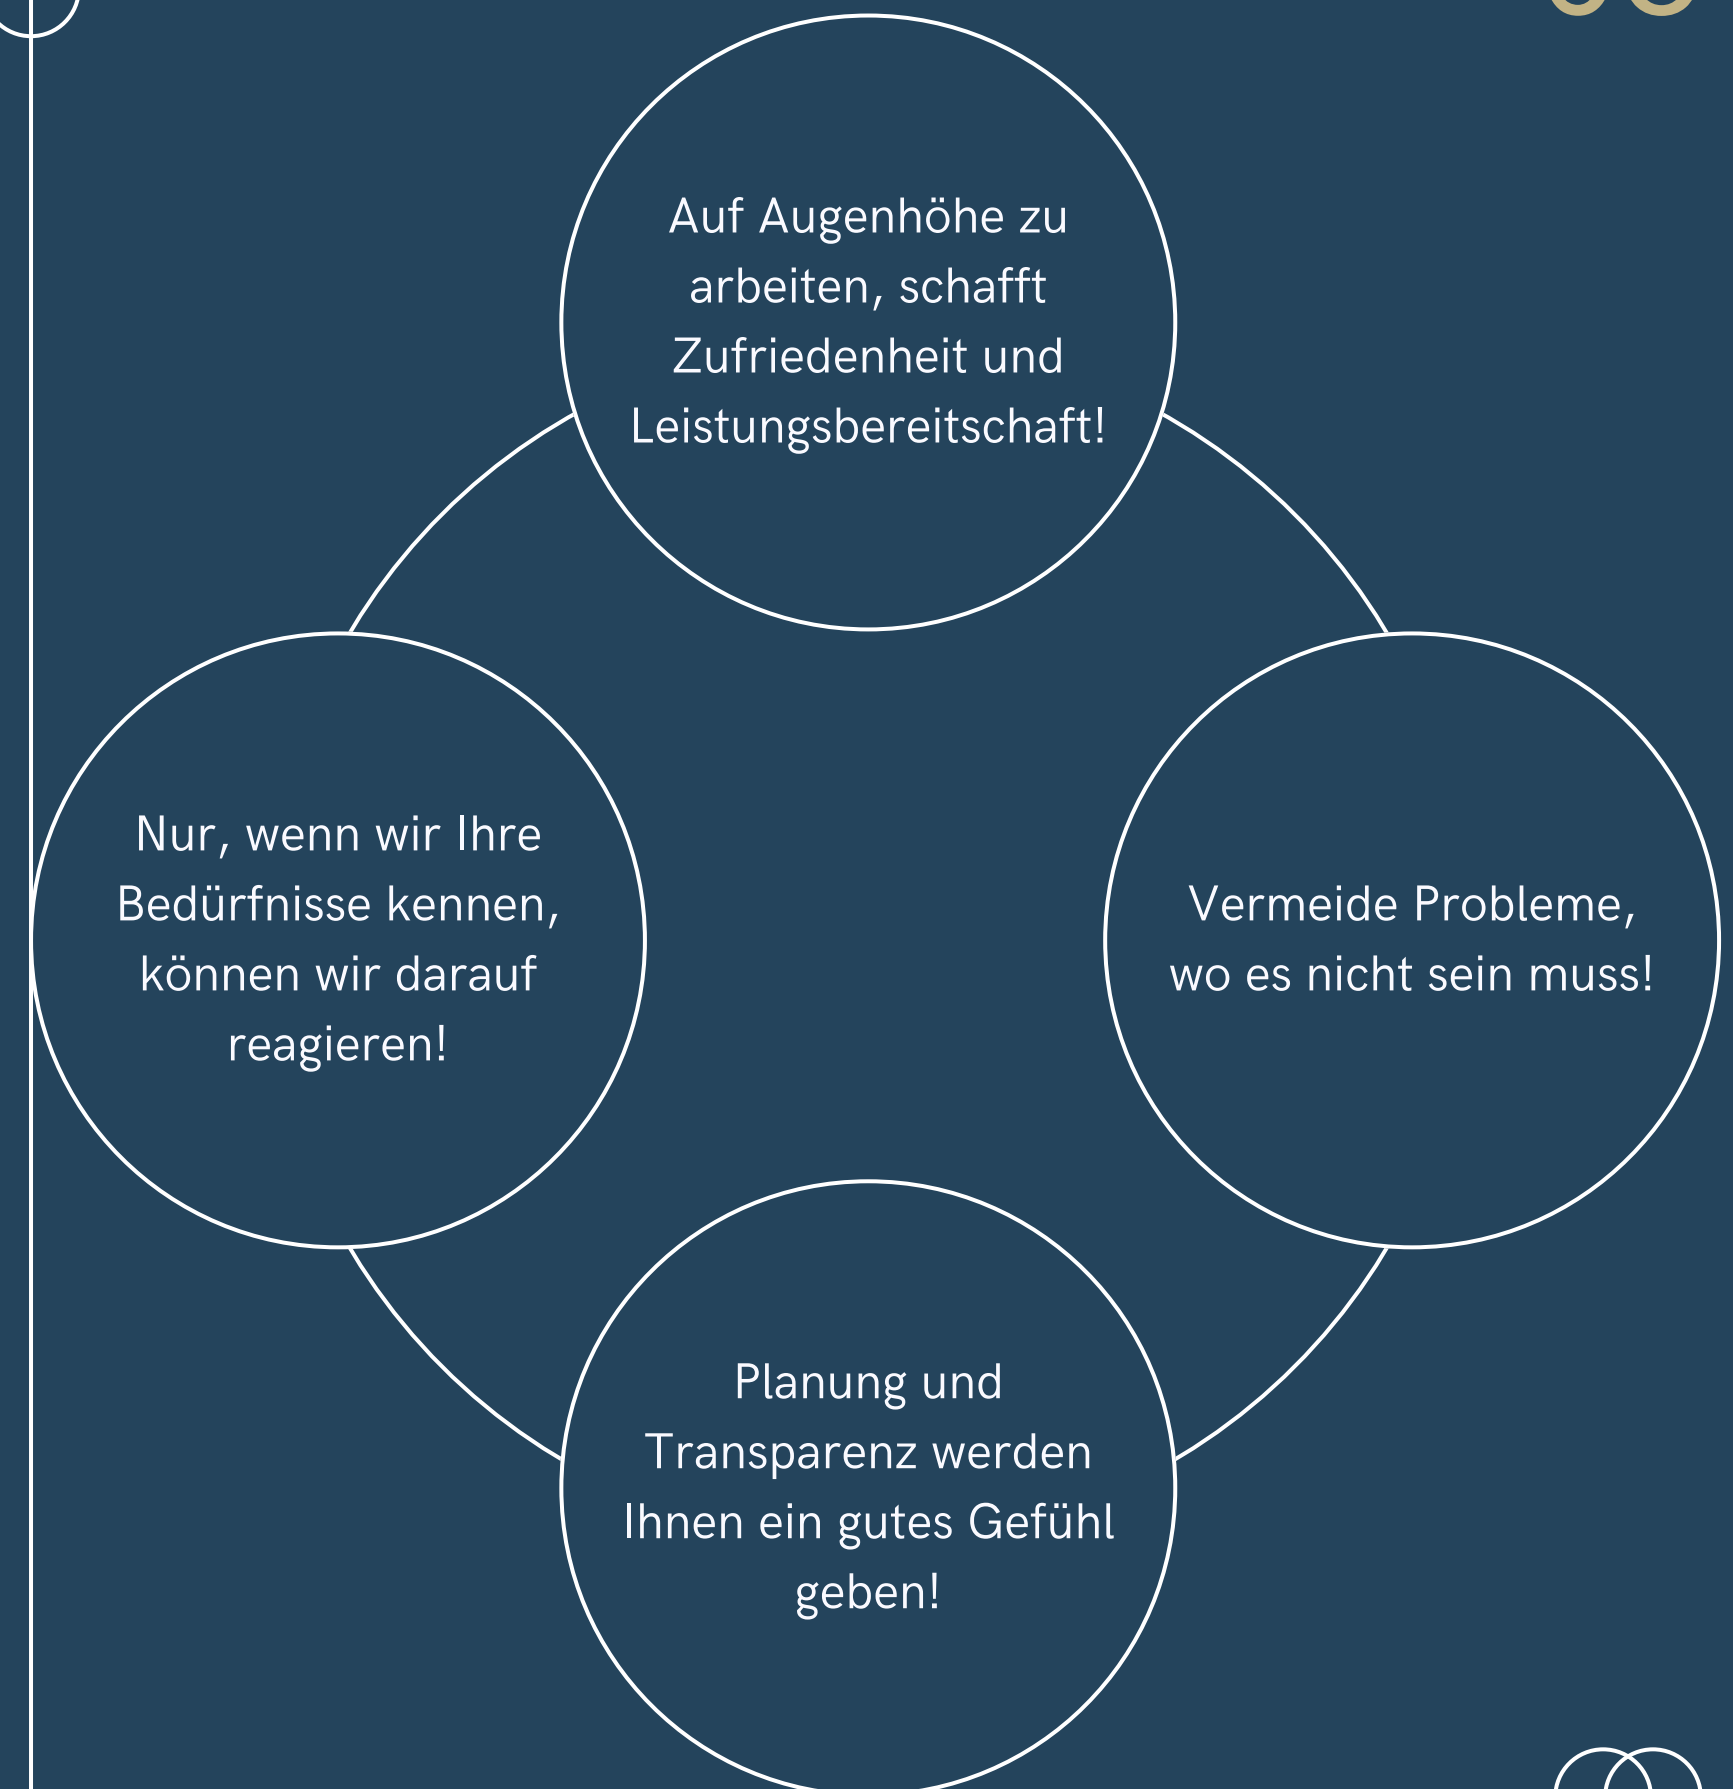 Auf Augenhöhe zu
arbeiten, schafft
Zufriedenheit und
Leistungsbereitschaft!
Nur, wenn wir Ihre
Bedürfnisse kennen,
können wir darauf
reagieren!
Vermeide Probleme,
wo es nicht sein muss!
Planung und
Transparenz werden
Ihnen ein gutes Gefühl
geben!